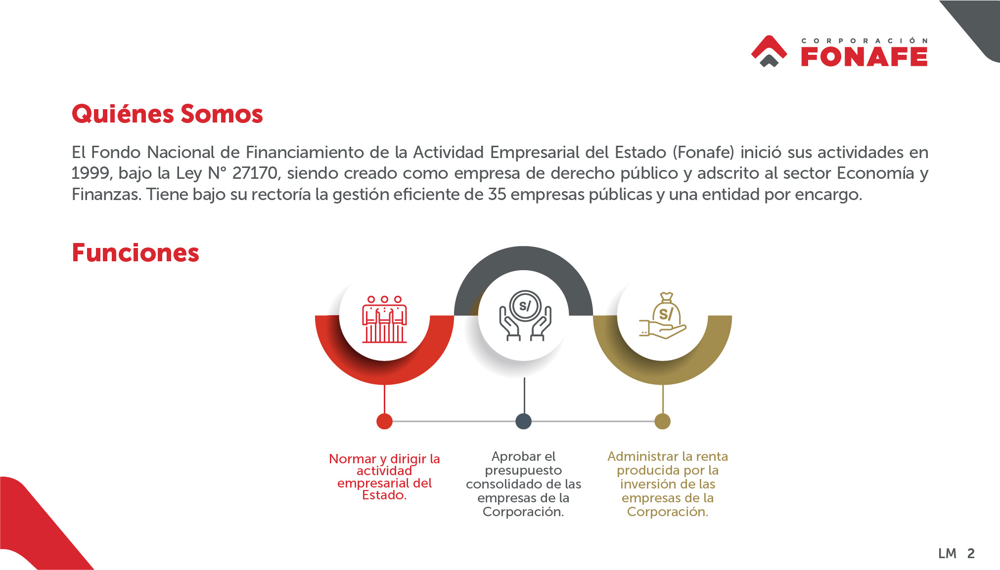 CORPORACIÓN
FONAFE
Quiénes Somos
El Fondo Nacional de Financiamiento de la Actividad Empresarial del Estado (Fonafe) inició sus actividades en
1999, bajo la Ley N° 27170, siendo creado como empresa de derecho público y adscrito al sector Economía y
Finanzas. Tiene bajo su rectoría la gestión eficiente de 35 empresas públicas y una entidad por encargo.
Funciones
S/
S/
Normar y dirigir la
actividad
empresarial del
Estado.
Aprobar el
presupuesto
consolidado de las
empresas de la
Corporación.
Administrar la renta
producida por la
inversión de las
empresas de la
Corporación.
LM 2